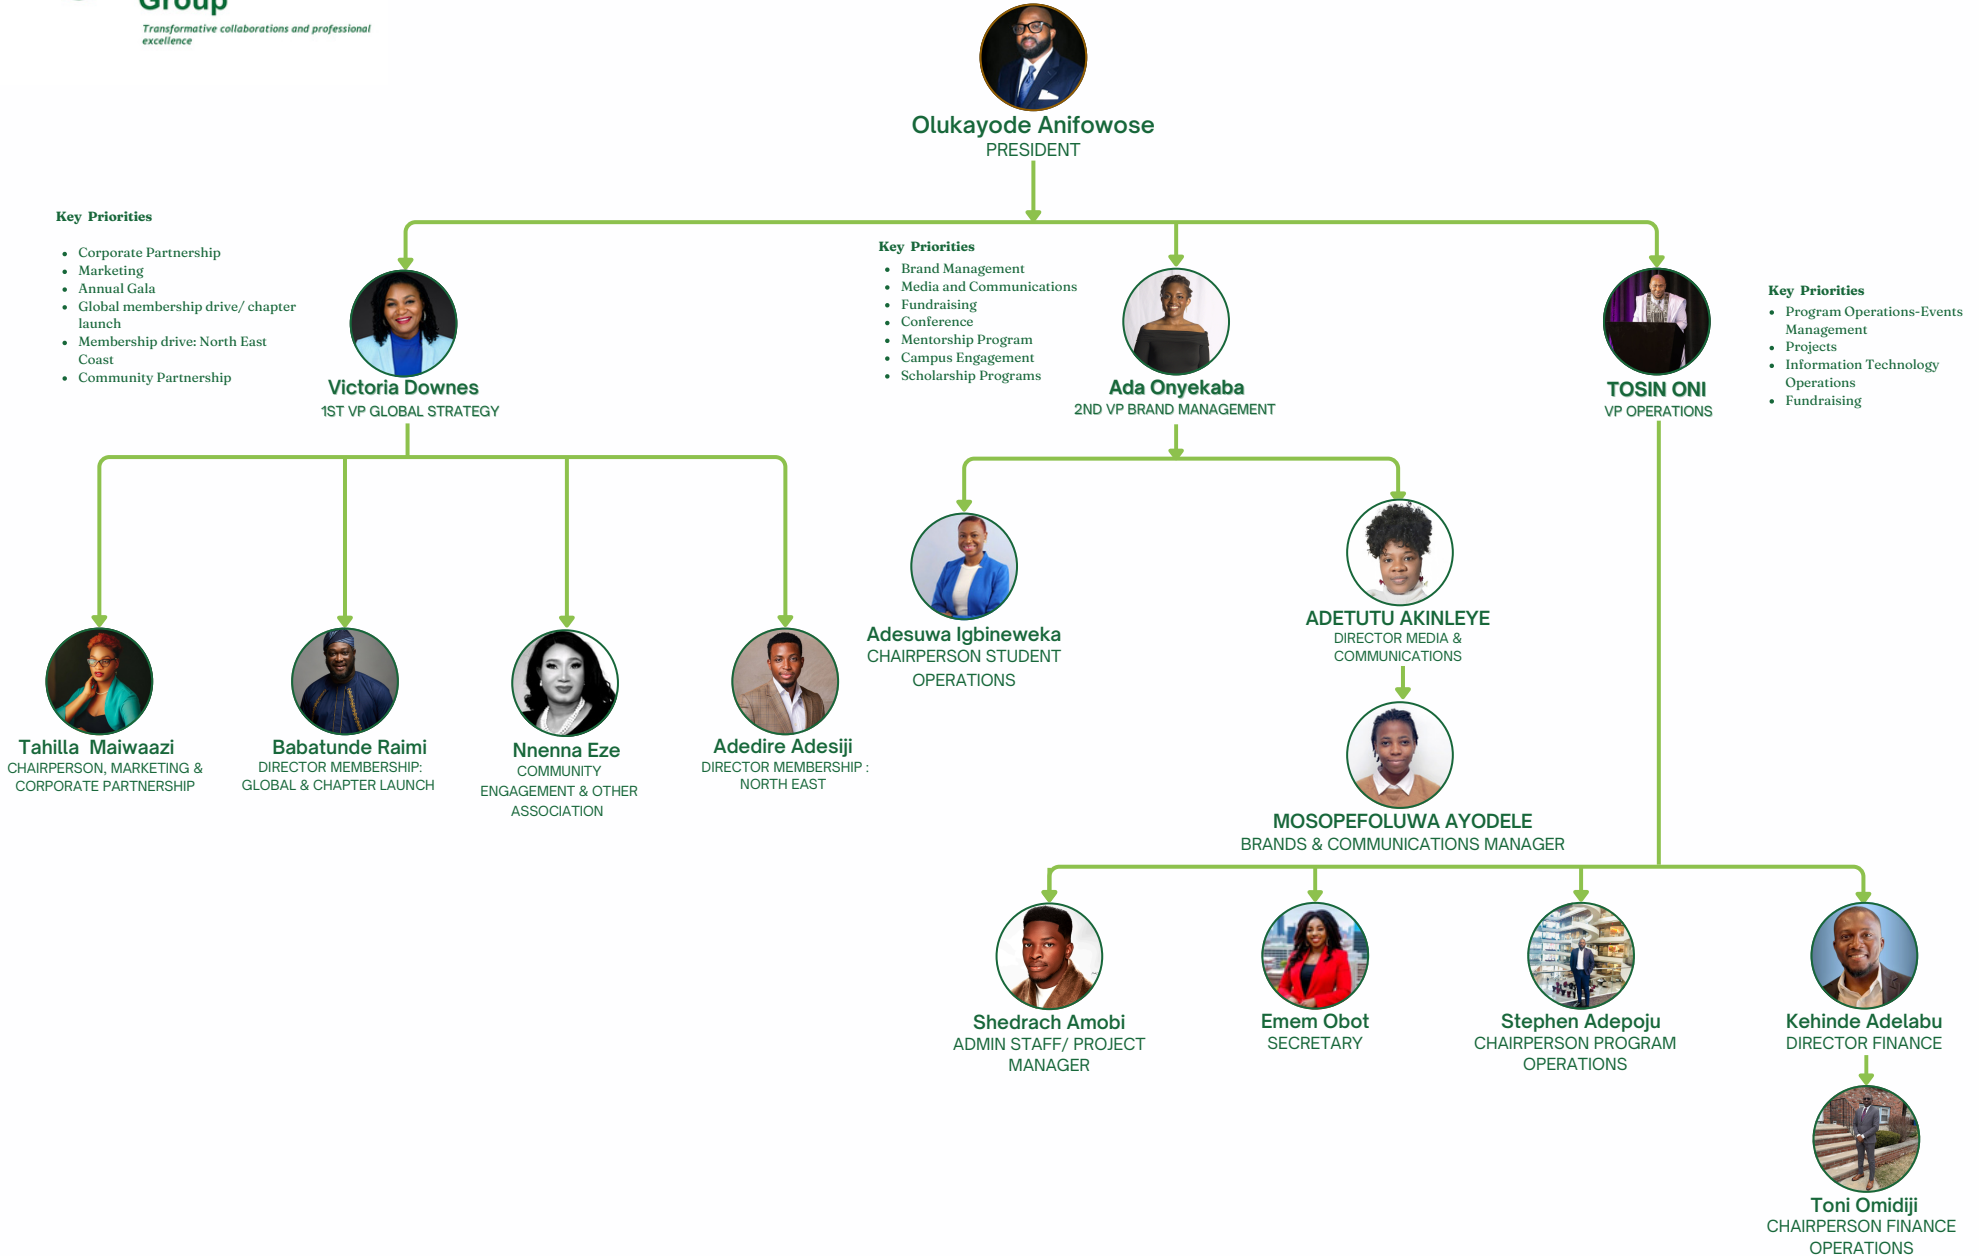 Group
Transformative collaborations and professional
excellence
Olukayode Anifowose
PRESIDENT
Key Priorities
Corporate Partnership
Marketing
Annual Gala
Global membership drive/ chapter
launch
Membership drive: North East
Coast
Community Partnership
Victoria Downes
1ST VP GLOBAL STRATEGY
Key Priorities
Brand Management
Media and Communications
Fundraising
Conference
Mentorship Program
Campus Engagement
Scholarship Programs
Ada Onyekaba
2ND VP BRAND MANAGEMENT
TOSIN ONI
VP OPERATIONS
Key Priorities
Program Operations-Events
Management
Projects
Information Technology
Operations
Fundraising
Tahilla Maiwaazi
CHAIRPERSON, MARKETING &
CORPORATE PARTNERSHIP
Babatunde Raimi
DIRECTOR MEMBERSHIP:
GLOBAL & CHAPTER LAUNCH
Nnenna Eze
COMMUNITY
ENGAGEMENT & OTHER
ASSOCIATION
Adedire Adesiji
DIRECTOR MEMBERSHIP :
NORTH EAST
Adesuwa Igbineweka
CHAIRPERSON STUDENT
OPERATIONS
ADETUTU AKINLEYE
DIRECTOR MEDIA &
COMMUNICATIONS
MOSOPEFOLUWA AYODELE
BRANDS & COMMUNICATIONS MANAGER
Shedrach Amobi
ADMIN STAFF/ PROJECT
MANAGER
Emem Obot
SECRETARY
Stephen Adepoju
CHAIRPERSON PROGRAM
OPERATIONS
Kehinde Adelabu
DIRECTOR FINANCE
Toni Omidiji
CHAIRPERSON FINANCE
OPERATIONS